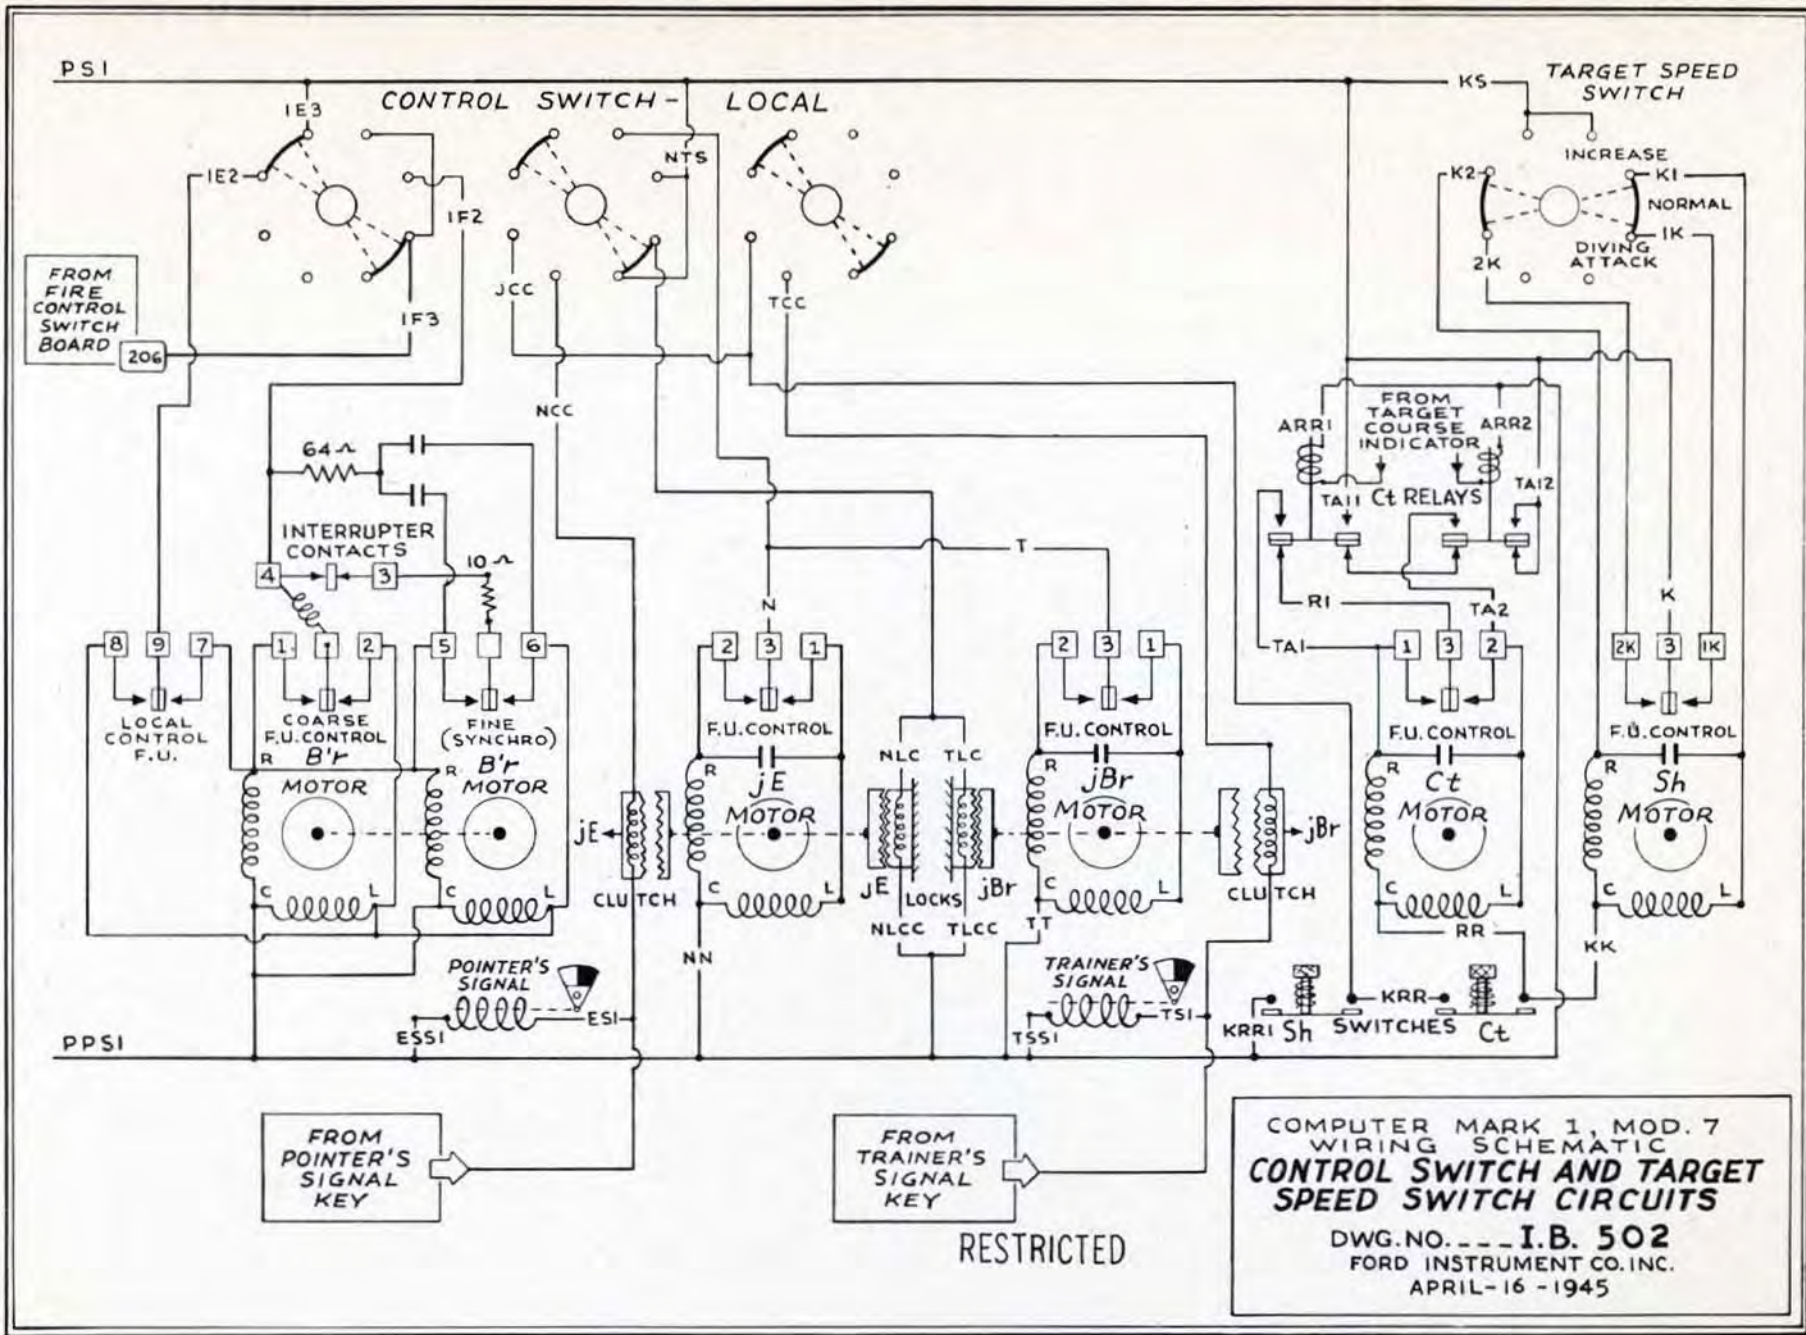 PS1
CONTROL SWITCH - LOCAL
KS
TARGET SPEED
SWITCH
1E3
1E2
1F2
1F3
NTS
JCC
TCC
NCC
INCREASE
K2
K1
NORMAL
1K
DIVING
ATTACK
2K
FROM
FIRE
CONTROL
SWITCH
BOARD
206
64Ω
INTERRUPTER
CONTACTS
4
3
10 Ω
FROM
TARGET
COURSE
INDICATOR
ARR1
ARR2
TA11
Ct RELAYS
TA12
T
N
R1
TA2
TA1
K
8
9
7
1
2
5
6
2
3
1
2
3
1
1
3
2
2K
3
1K
LOCAL
CONTROL
F.U.
COARSE
F.U. CONTROL
B'r
FINE
(SYNCHRO)
B'r
F.U. CONTROL
jE
F.U. CONTROL
jBr
F.U. CONTROL
Ct
F.U. CONTROL
Sh
R
R
R
R
R
R
NLC
TLC
MOTOR
MOTOR
MOTOR
MOTOR
MOTOR
MOTOR
jE
jBr
C
L
C
L
C
L
C
L
C
L
C
L
CLUTCH
jE
LOCKS
jBr
CLUTCH
NLCC
TLCC
TT
RR
KK
NN
POINTER'S
SIGNAL
TRAINER'S
SIGNAL
ESS1
ES1
TSS1
TS1
KRR1
Sh
KRR
SWITCHES
Ct
PPS1
FROM
POINTER'S
SIGNAL
KEY
FROM
TRAINER'S
SIGNAL
KEY
RESTRICTED
COMPUTER MARK 1, MOD. 7
WIRING SCHEMATIC
CONTROL SWITCH AND TARGET
SPEED SWITCH CIRCUITS
DWG. NO. _ _ _ _ I.B. 502
FORD INSTRUMENT CO. INC.
APRIL-16-1945